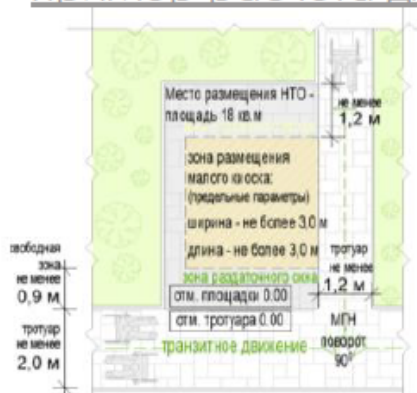 Место размещения НТО -
площадь 18 кв.м
не менее
1,2 м
зона размещения
малого киоска:
(предельные параметры)
ширина - не более 3,0 м
длина - не более 3,0 м
свободная
зона
не менее
0,9 м
тротуар
не менее
1,2 м
зона раздаточного окна
отм. площадки 0.00
отм. тротуара 0.00
тротуар
не менее
2,0 м
транзитное движение
МГН
поворот
90°